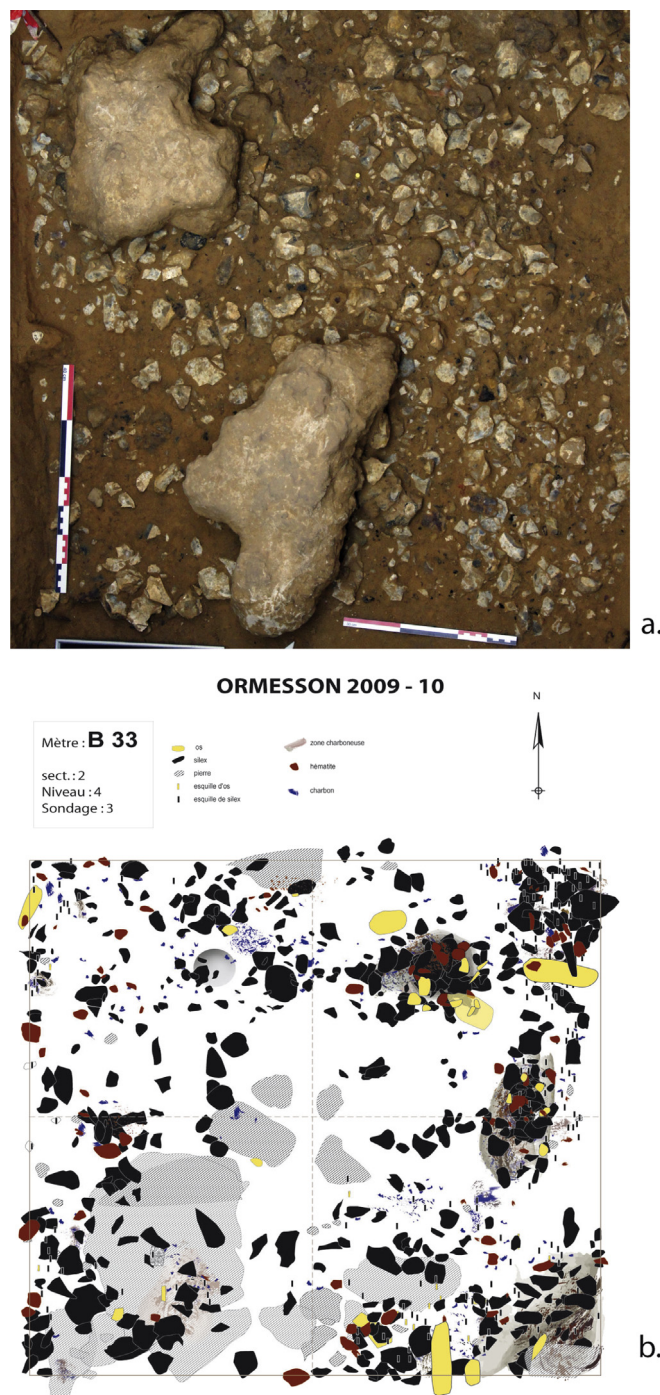 a.
ORMESSON 2009 - 10
N
Mètre : B 33
sect. : 2
Niveau : 4
Sondage : 3
os
silex
pierre
esquille d'os
esquille de silex
zone charboneuse
hématite
charbon
b.